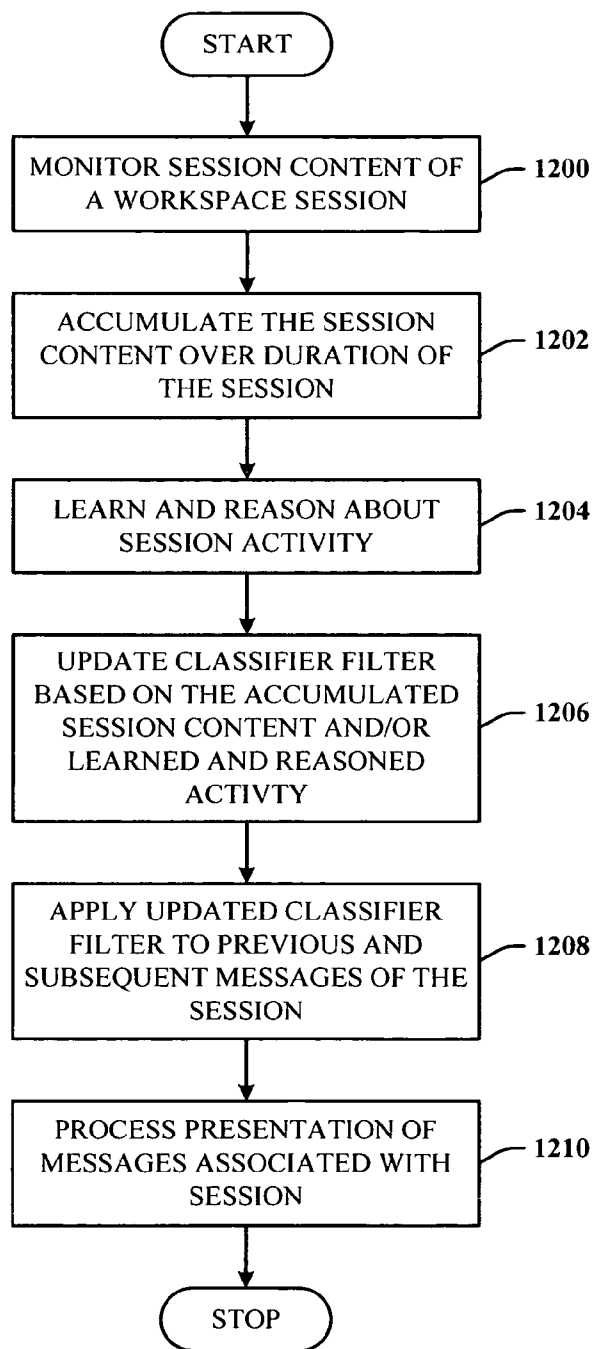 START
MONITOR SESSION CONTENT OF
A WORKSPACE SESSION
1200
ACCUMULATE THE SESSION
CONTENT OVER DURATION OF
THE SESSION
1202
LEARN AND REASON ABOUT
SESSION ACTIVITY
1204
UPDATE CLASSIFIER FILTER
BASED ON THE ACCUMULATED
SESSION CONTENT AND/OR
LEARNED AND REASONED
ACTIVTY
1206
APPLY UPDATED CLASSIFIER
FILTER TO PREVIOUS AND
SUBSEQUENT MESSAGES OF THE
SESSION
1208
PROCESS PRESENTATION OF
MESSAGES ASSOCIATED WITH
SESSION
1210
STOP